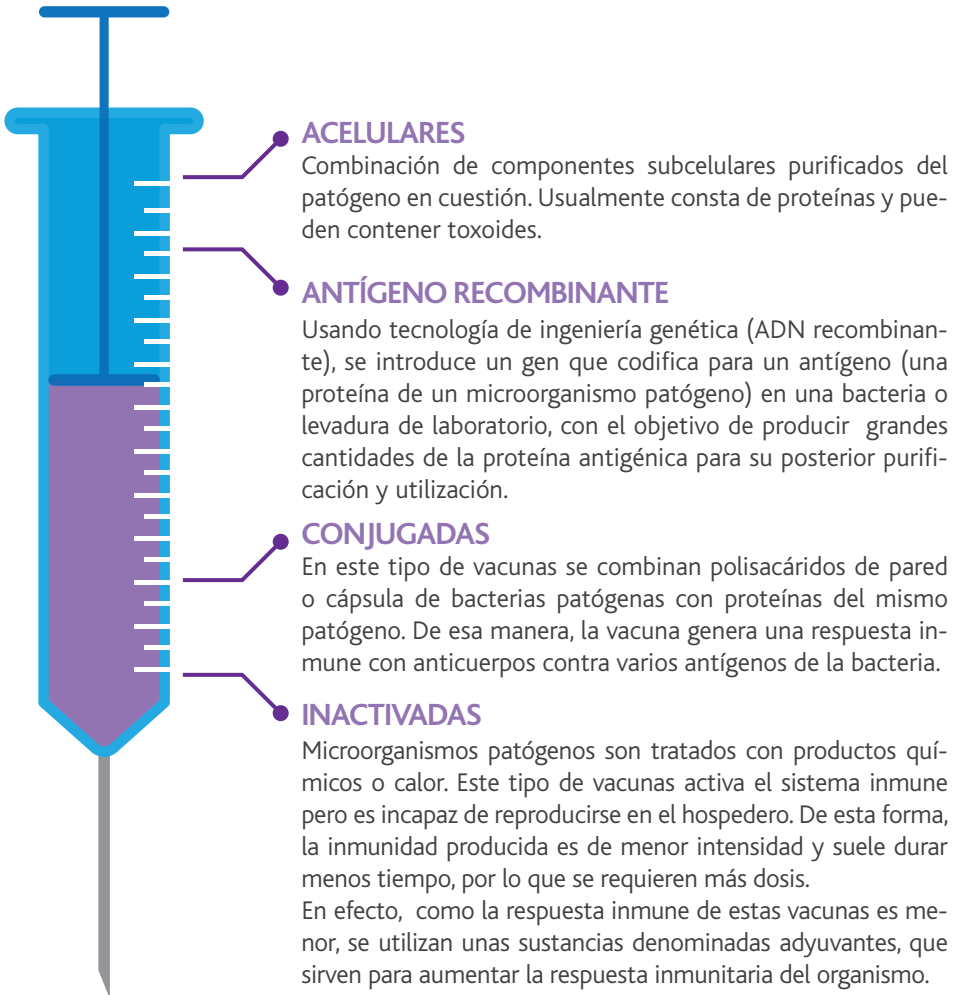 ACELULARES
Combinación de componentes subcelulares purificados del
patógeno en cuestión. Usualmente consta de proteínas y pue-
den contener toxoides.
ANTÍGENO RECOMBINANTE
Usando tecnología de ingeniería genética (ADN recombinan-
te), se introduce un gen que codifica para un antígeno (una
proteína de un microorganismo patógeno) en una bacteria o
levadura de laboratorio, con el objetivo de producir grandes
cantidades de la proteína antigénica para su posterior purifi-
cación y utilización.
CONJUGADAS
En este tipo de vacunas se combinan polisacáridos de pared
o cápsula de bacterias patógenas con proteínas del mismo
patógeno. De esa manera, la vacuna genera una respuesta in-
mune con anticuerpos contra varios antígenos de la bacteria.
INACTIVADAS
Microorganismos patógenos son tratados con productos quí-
micos o calor. Este tipo de vacunas activa el sistema inmune
pero es incapaz de reproducirse en el hospedero. De esta forma,
la inmunidad producida es de menor intensidad y suele durar
menos tiempo, por lo que se requieren más dosis.
En efecto, como la respuesta inmune de estas vacunas es me-
nor, se utilizan unas sustancias denominadas adyuvantes, que
sirven para aumentar la respuesta inmunitaria del organismo.